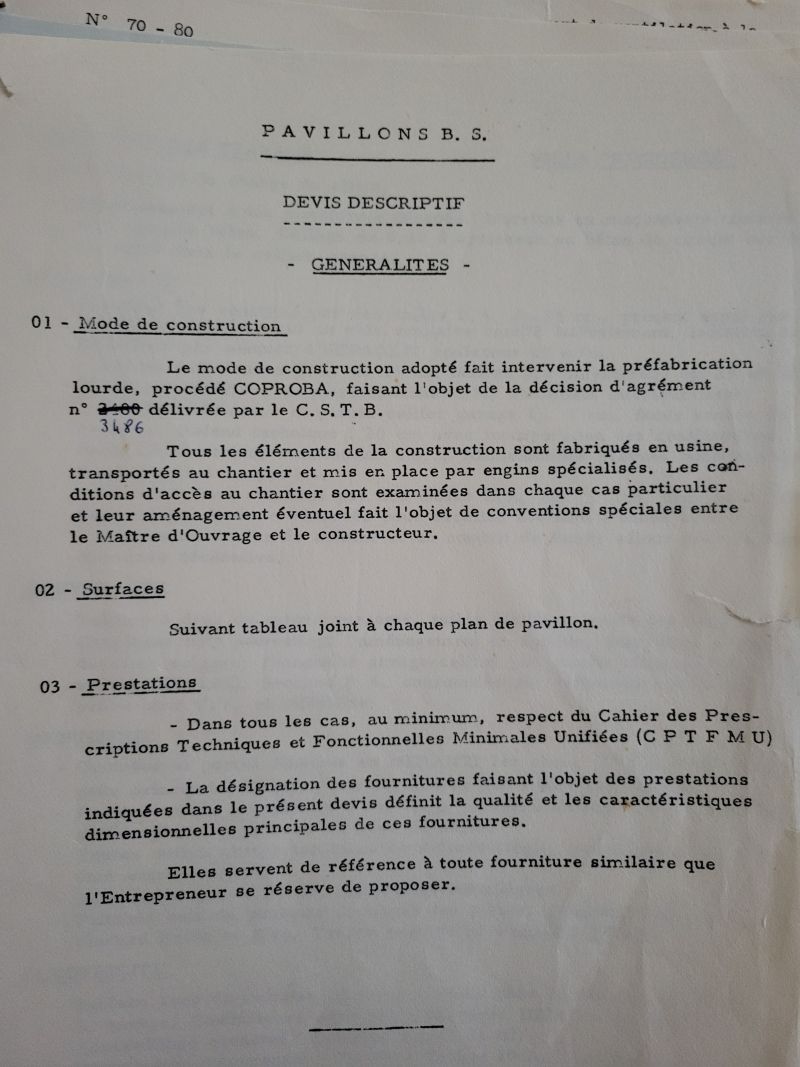 N° 70 - 80
PAVILLONS B. S.
DEVIS DESCRIPTIF
- GENERALITES -
01 - Mode de construction
Le mode de construction adopté fait intervenir la préfabrication
lourde, procédé COPROBA, faisant l'objet de la décision d'agrément
n° délivrée par le C. S. T. B.
3486
Tous les éléments de la construction sont fabriqués en usine,
transportés au chantier et mis en place par engins spécialisés. Les con-
ditions d'accès au chantier sont examinées dans chaque cas particulier
et leur aménagement éventuel fait l'objet de conventions spéciales entre
le Maître d'Ouvrage et le constructeur.
02 - Surfaces
Suivant tableau joint à chaque plan de pavillon.
03 - Prestations
- Dans tous les cas, au minimum, respect du Cahier des Pres-
criptions Techniques et Fonctionnelles Minimales Unifiées (C P T F M U)
- La désignation des fournitures faisant l'objet des prestations
indiquées dans le présent devis définit la qualité et les caractéristiques
dimensionnelles principales de ces fournitures.
Elles servent de référence à toute fourniture similaire que
l'Entrepreneur se réserve de proposer.